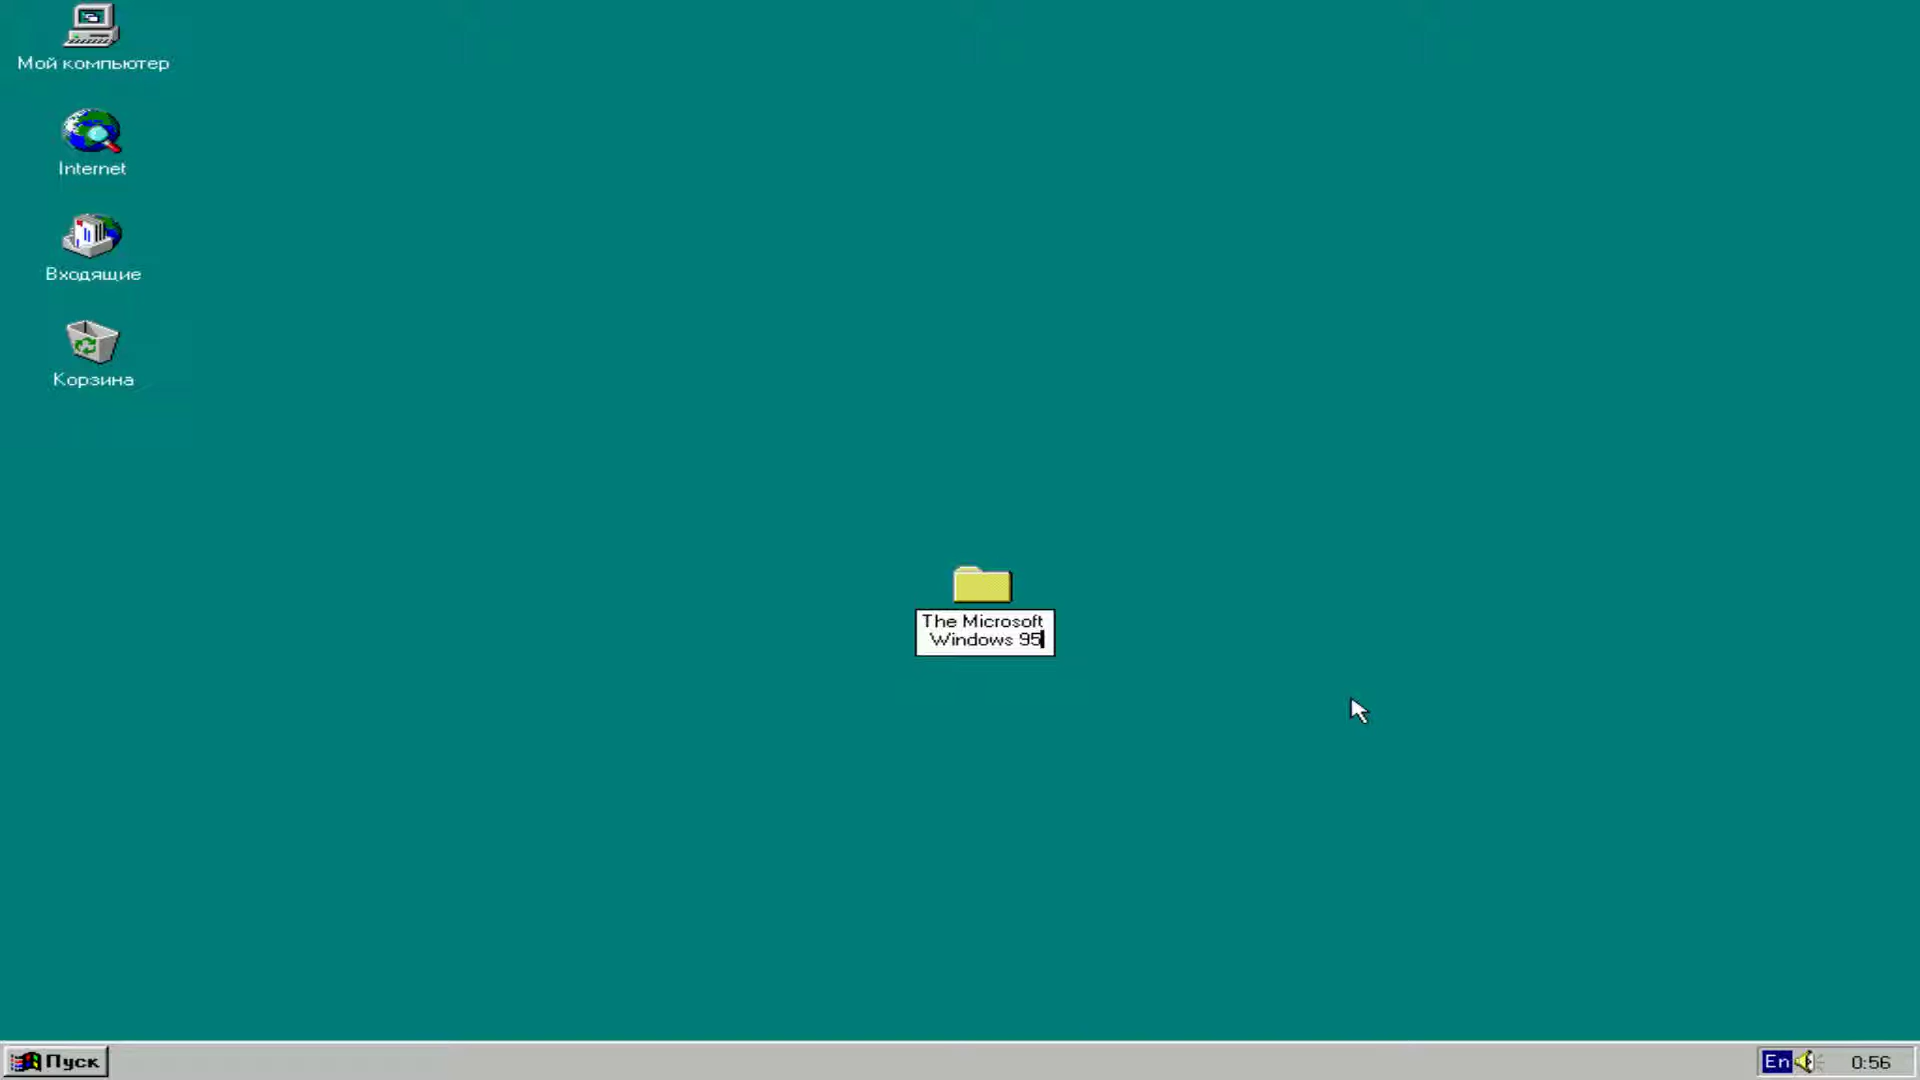 Мой компьютер
Internet
Входящие
Корзина
The Microsoft
Windows 95
Пуск
En
0:56